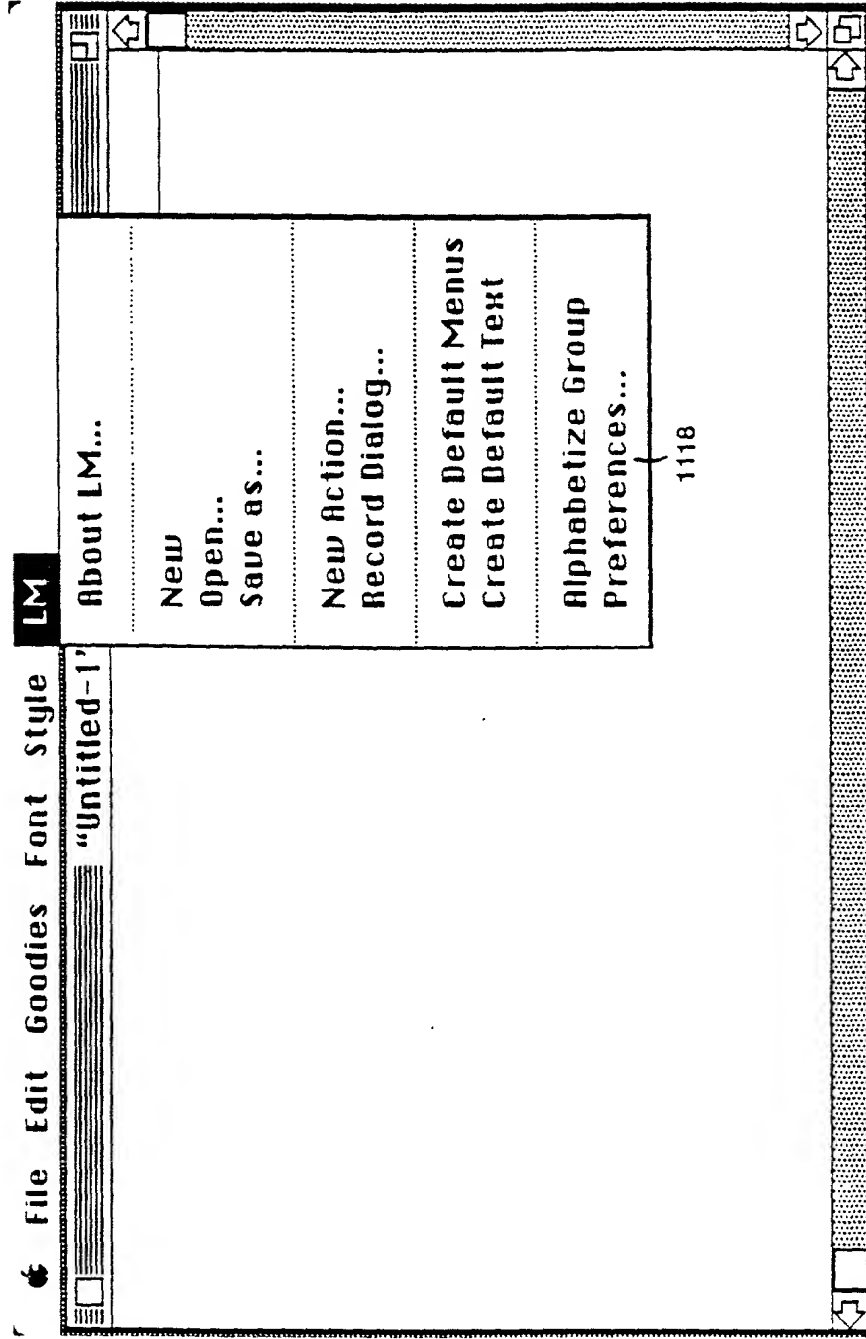 File Edit Goodies Font Style LM
"Untitled-1"
About LM...
New
Open...
Save as...
New Action...
Record Dialog...
Create Default Menus
Create Default Text
Alphabetize Group
Preferences...
1118